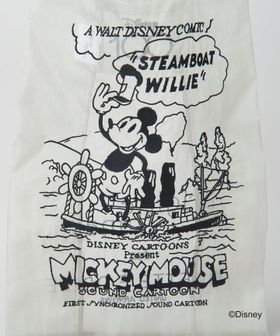 A WALT DISNEY COMIC!
"STEAMBOAT
WILLIE"
DISNEY CARTOONS
Present
MICKEY MOUSE
SOUND CARTOON
FIRST SYNCHRONIZED SOUND CARTOON
©Disney